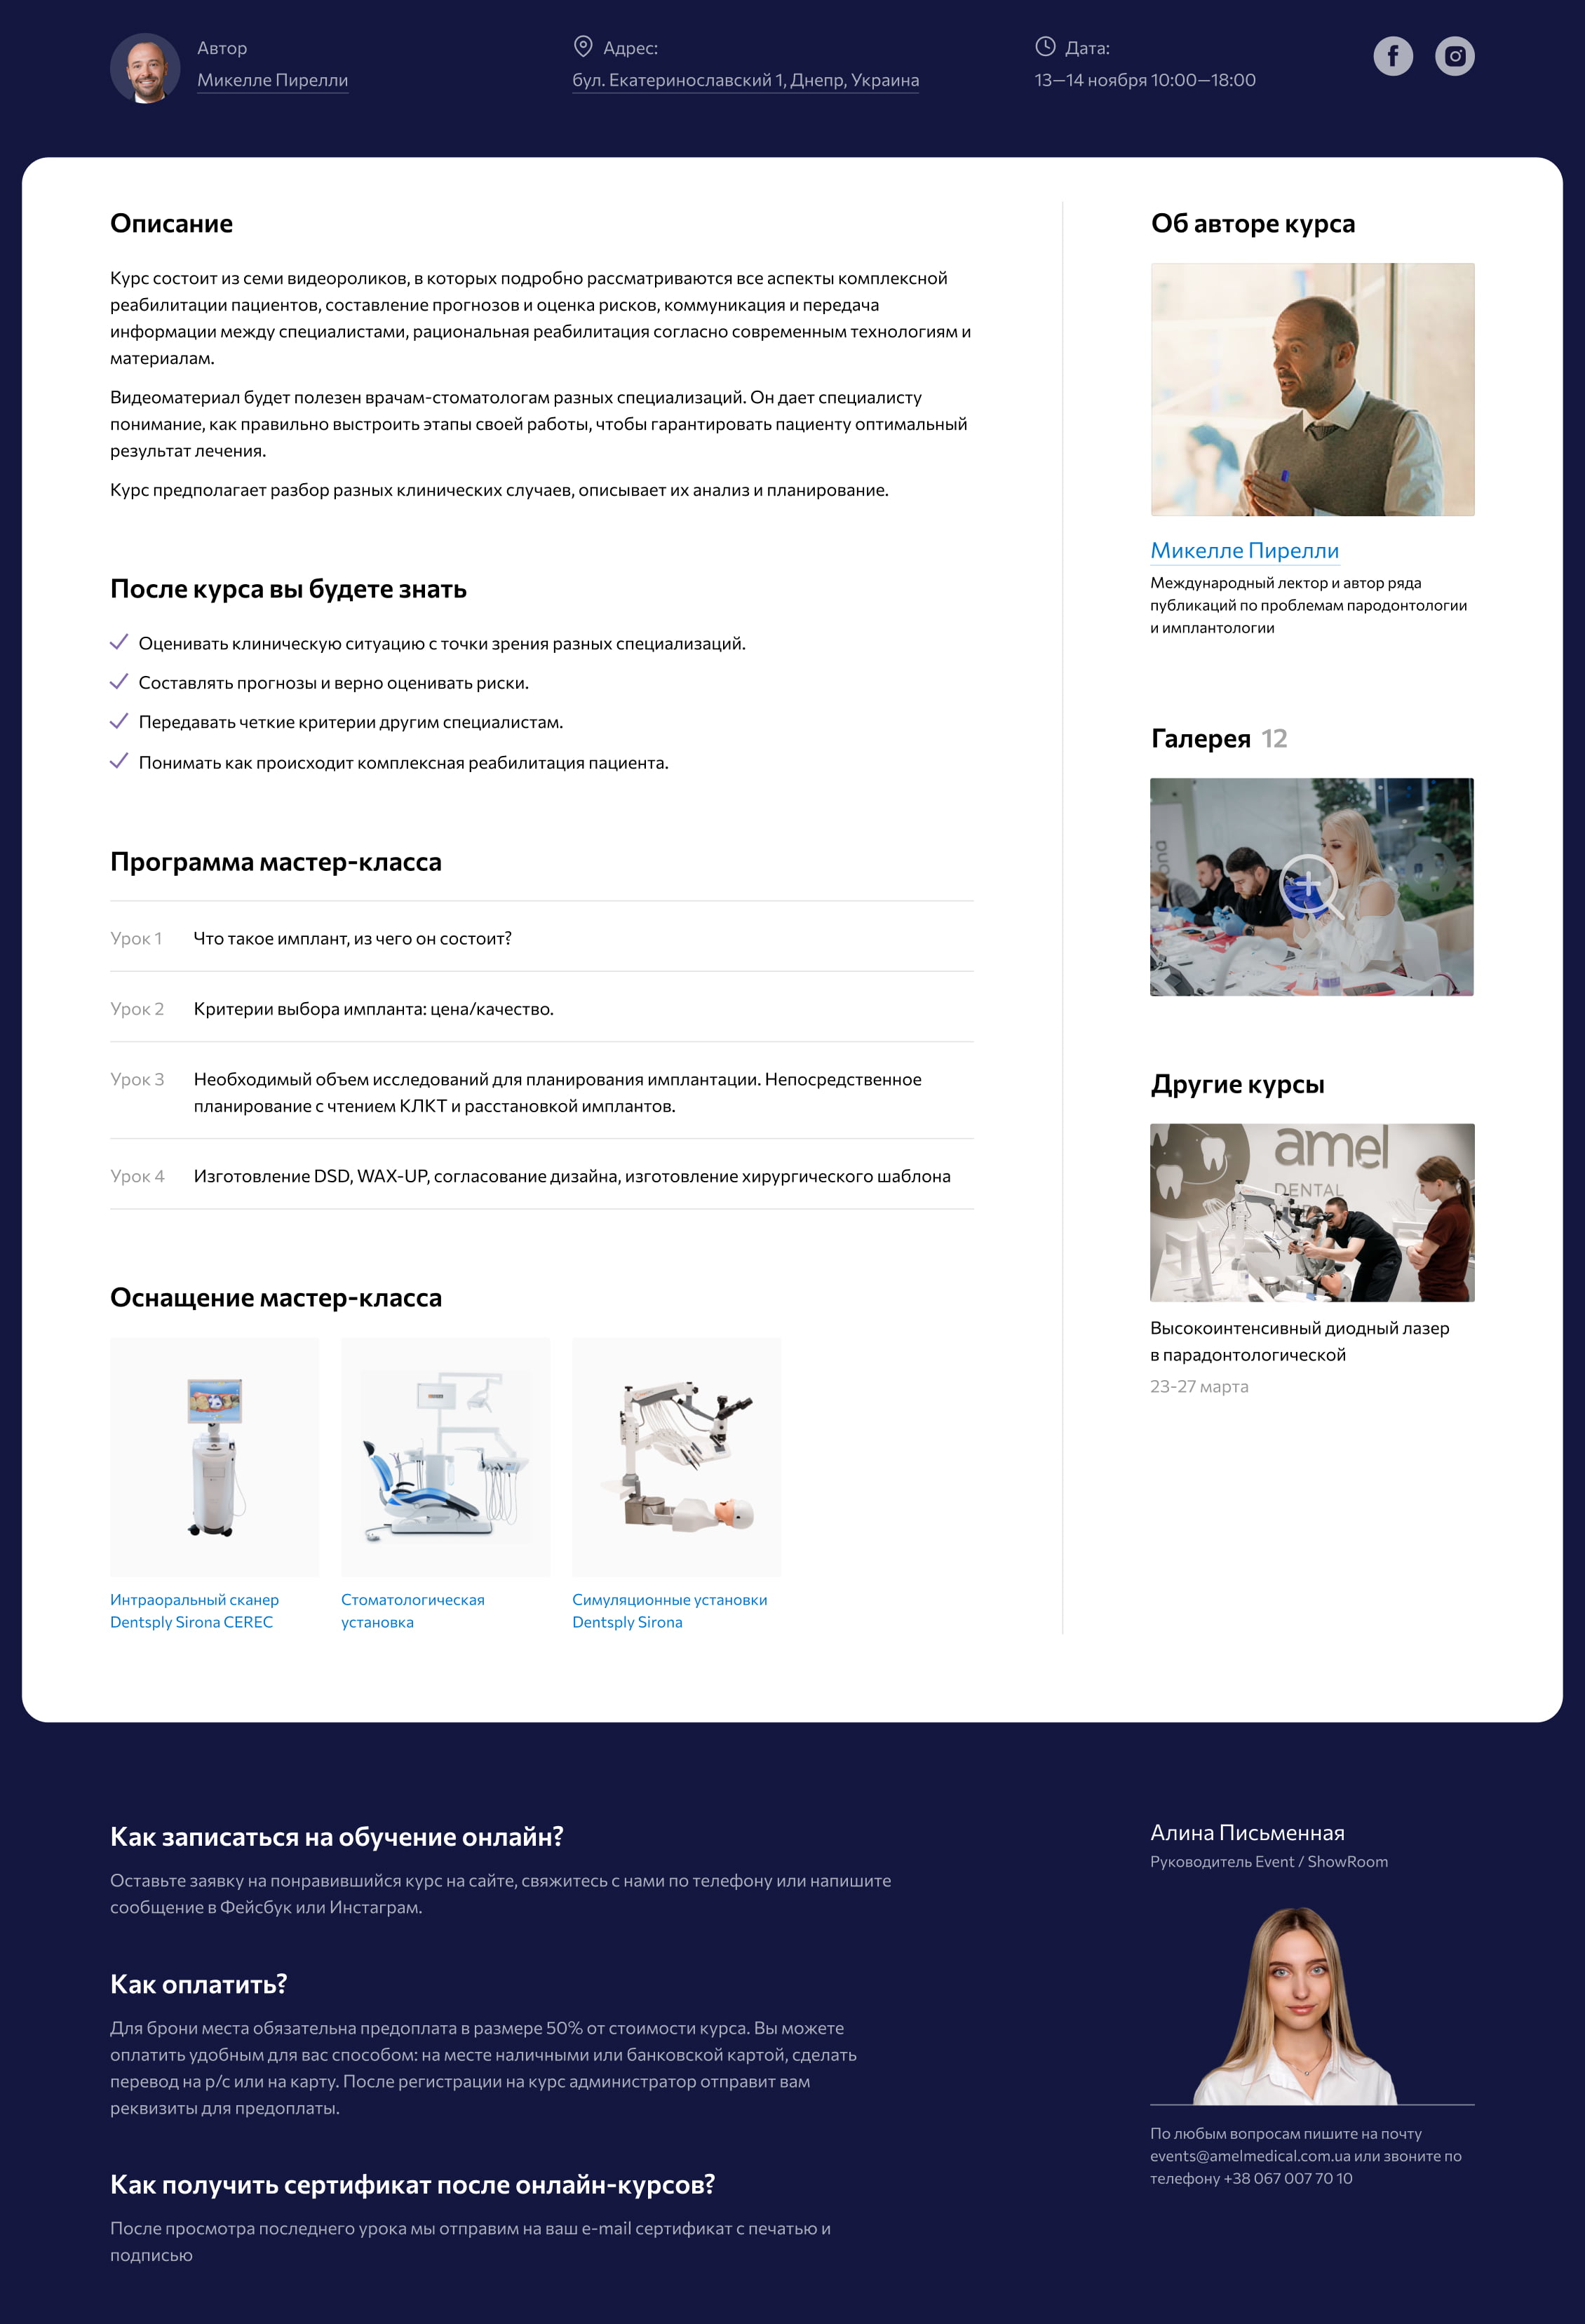 Автор
Микелле Пирелли
Адрес:
бул. Екатеринославский 1, Днепр, Украина
Дата:
13—14 ноября 10:00—18:00
Описание
Курс состоит из семи видеороликов, в которых подробно рассматриваются все аспекты комплексной
реабилитации пациентов, составление прогнозов и оценка рисков, коммуникация и передача
информации между специалистами, рациональная реабилитация согласно современным технологиям и
материалам.
Видеоматериал будет полезен врачам-стоматологам разных специализаций. Он дает специалисту
понимание, как правильно выстроить этапы своей работы, чтобы гарантировать пациенту оптимальный
результат лечения.
Курс предполагает разбор разных клинических случаев, описывает их анализ и планирование.
После курса вы будете знать
Оценивать клиническую ситуацию с точки зрения разных специализаций.
Составлять прогнозы и верно оценивать риски.
Передавать четкие критерии другим специалистам.
Понимать как происходит комплексная реабилитация пациента.
Программа мастер-класса
Урок 1 Что такое имплант, из чего он состоит?
Урок 2 Критерии выбора импланта: цена/качество.
Урок 3 Необходимый объем исследований для планирования имплантации. Непосредственное
планирование с чтением КЛКТ и расстановкой имплантов.
Урок 4 Изготовление DSD, WAX-UP, согласование дизайна, изготовление хирургического шаблона
Оснащение мастер-класса
Интраоральный сканер
Dentsply Sirona CEREC
Стоматологическая
установка
Симуляционные установки
Dentsply Sirona
Об авторе курса
Микелле Пирелли
Международный лектор и автор ряда
публикаций по проблемам пародонтологии
и имплантологии
Галерея 12
Другие курсы
amel
DENTAL
Высокоинтенсивный диодный лазер
в парадонтологической
23-27 марта
Как записаться на обучение онлайн?
Оставьте заявку на понравившийся курс на сайте, свяжитесь с нами по телефону или напишите
сообщение в Фейсбук или Инстаграм.
Как оплатить?
Для брони места обязательна предоплата в размере 50% от стоимости курса. Вы можете
оплатить удобным для вас способом: на месте наличными или банковской картой, сделать
перевод на р/с или на карту. После регистрации на курс администратор отправит вам
реквизиты для предоплаты.
Как получить сертификат после онлайн-курсов?
После просмотра последнего урока мы отправим на ваш e-mail сертификат с печатью и
подписью
Алина Письменная
Руководитель Event / ShowRoom
По любым вопросам пишите на почту
events@amelmedical.com.ua или звоните по
телефону +38 067 007 70 10